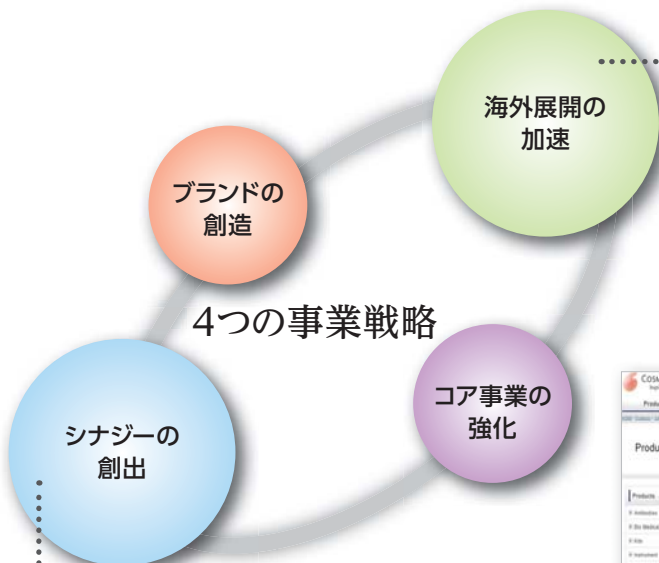 海外展開の
加速
ブランドの
創造
4つの事業戦略
コア事業の
強化
シナジーの
創出
Products